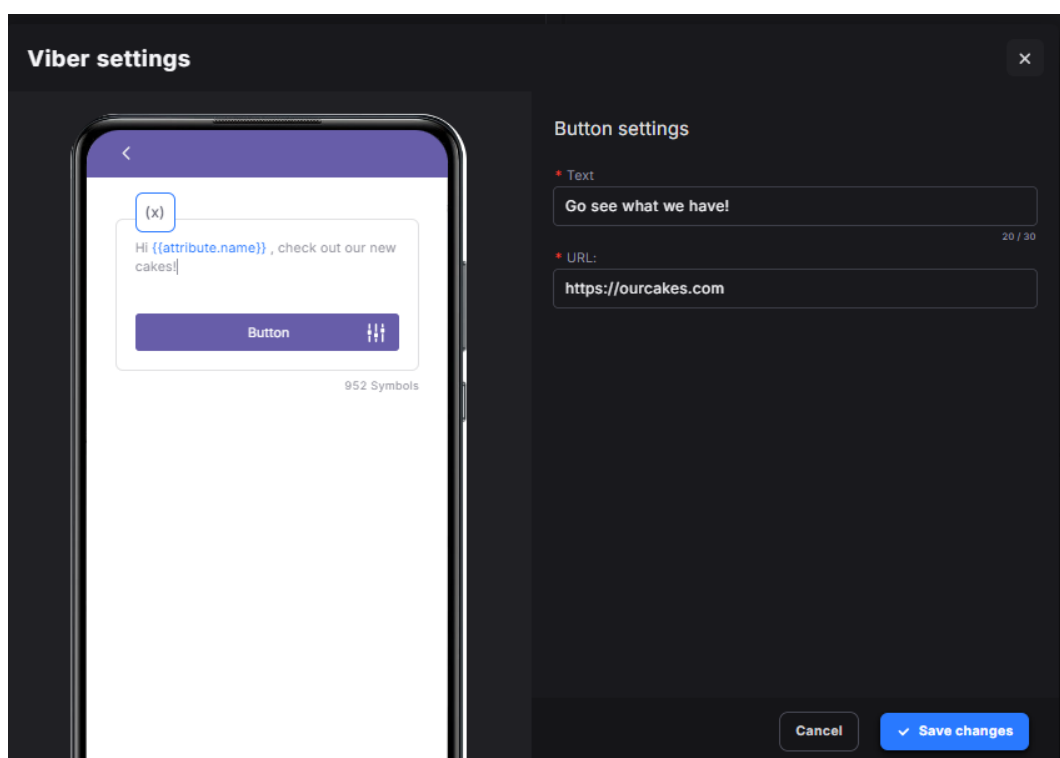 Viber settings
Button settings
* Text
Go see what we have!
20 / 30
* URL:
https://ourcakes.com
(x)
Hi {{attribute.name}} , check out our new
cakes!
Button
952 Symbols
Cancel
Save changes